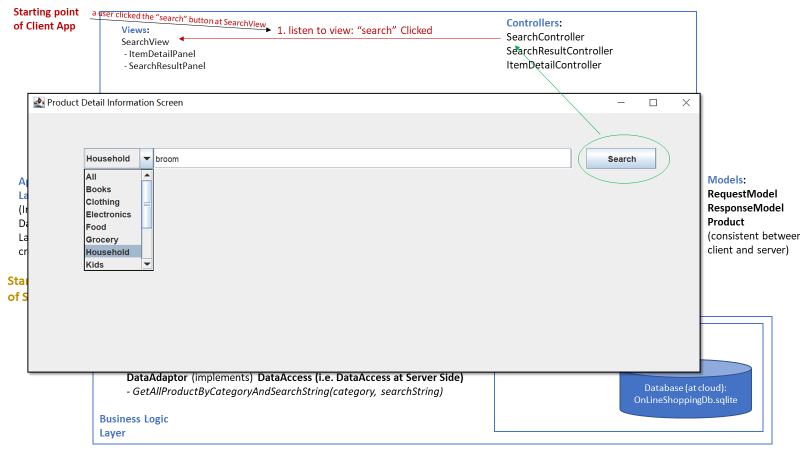 Starting point
of Client App
a user clicked the “search” button at SearchView
Views:
SearchView
- ItemDetailPanel
- SearchResultPanel
1. listen to view: “search” Clicked
Controllers:
SearchController
SearchResultController
ItemDetailController
Product Detail Information Screen
Household
broom
Search
All
Books
Clothing
Electronics
Food
Grocery
Household
Kids
Models:
RequestModel
ResponseModel
Product
(consistent between
client and server)
DataAdaptor (implements) DataAccess (i.e. DataAccess at Server Side)
- GetAllProductByCategoryAndSearchString(category, searchString)
Business Logic
Layer
Database (at cloud):
OnLineShoppingDb.sqlite